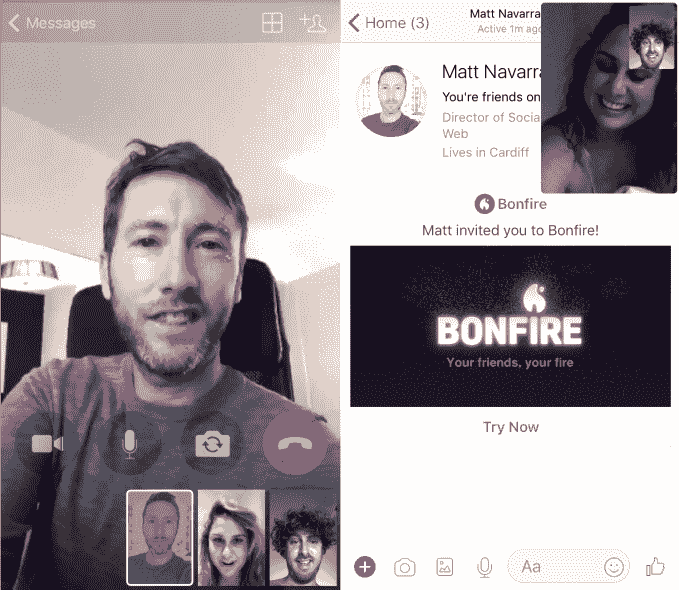 Messages
Home (3)
Matt Navarra
Active 1m ago
Matt Navarra
You're friends on
Director of Social
Web
Lives in Cardiff
Bonfire
Matt invited you to Bonfire!
BONFIRE
Your friends, your fire
Try Now
Aa